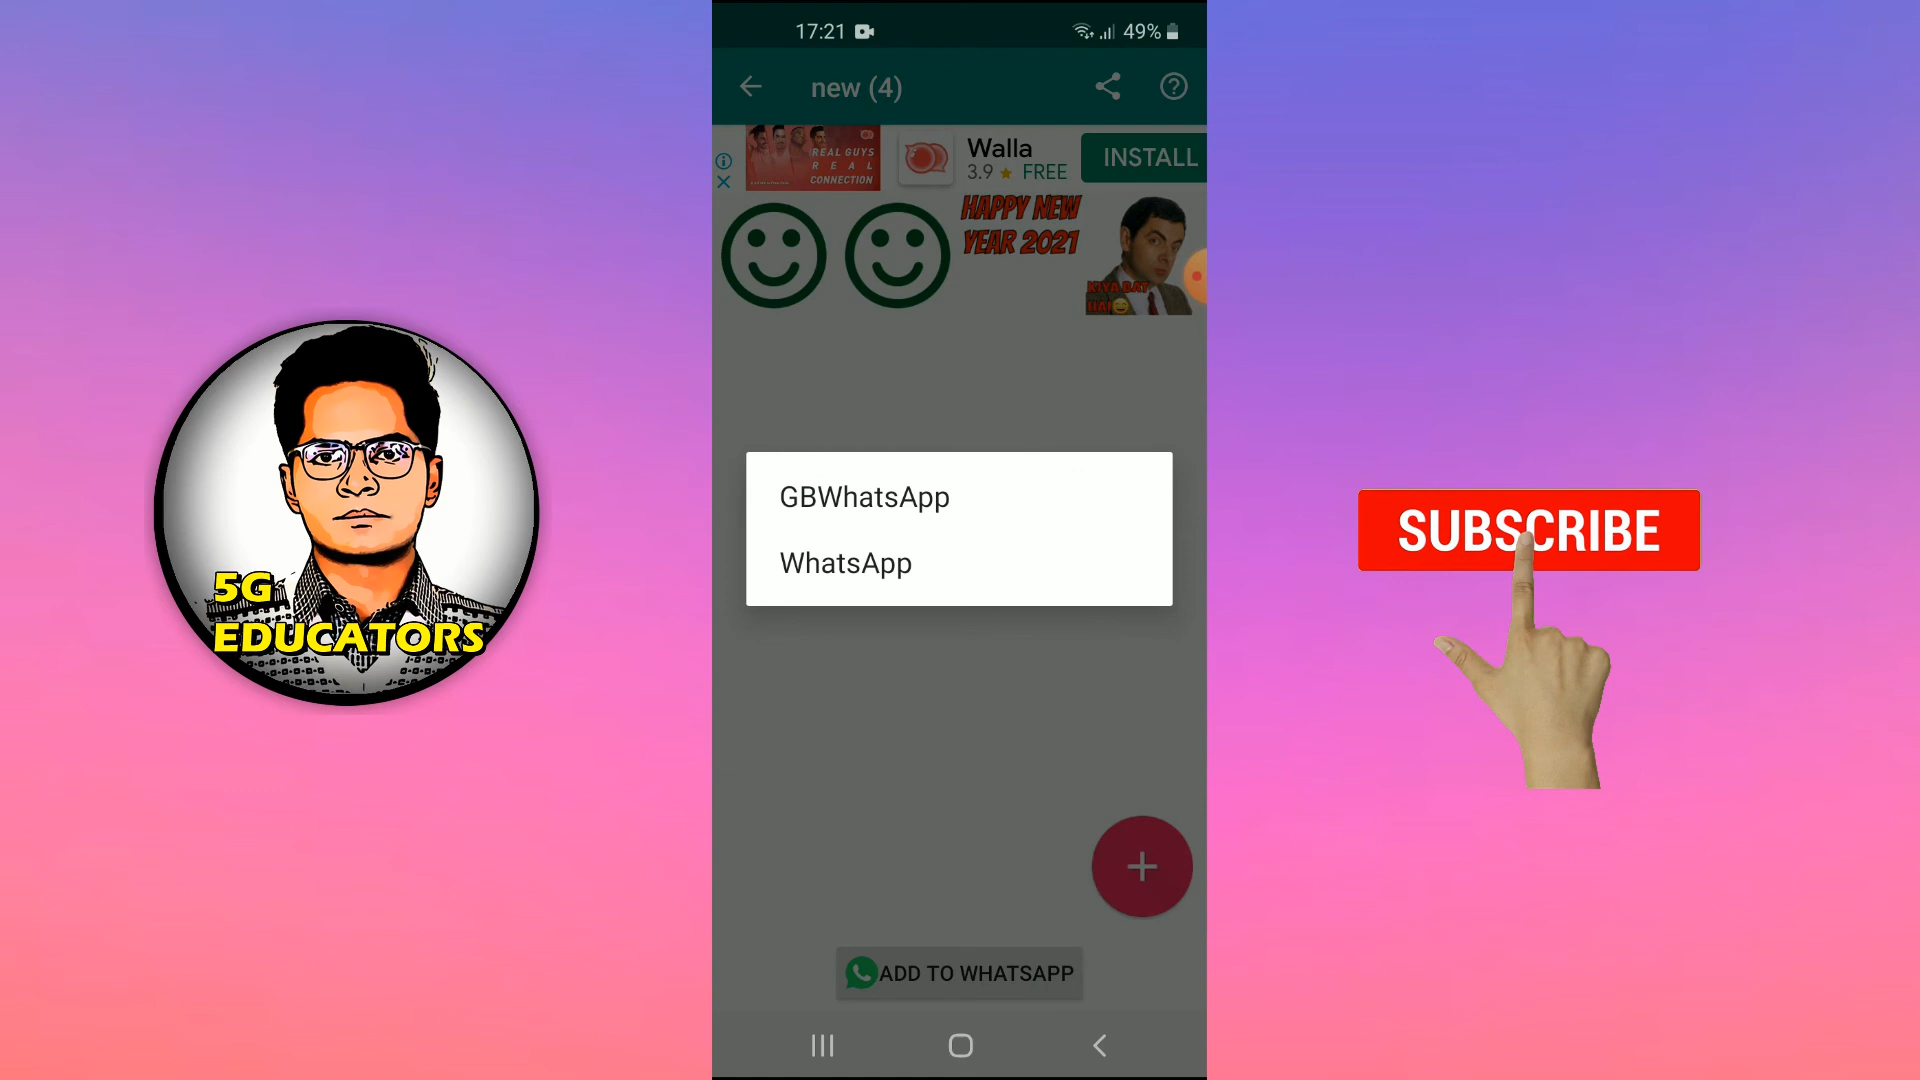 17:21
49%
new (4)
REAL GUYS
REAL
CONNECTION
Walla
3.9 ★ FREE
INSTALL
HAPPY NEW
YEAR 2021
KIYA BAT
HAI
GBWhatsApp
WhatsApp
5G
EDUCATORS
SUBSCRIBE
ADD TO WHATSAPP